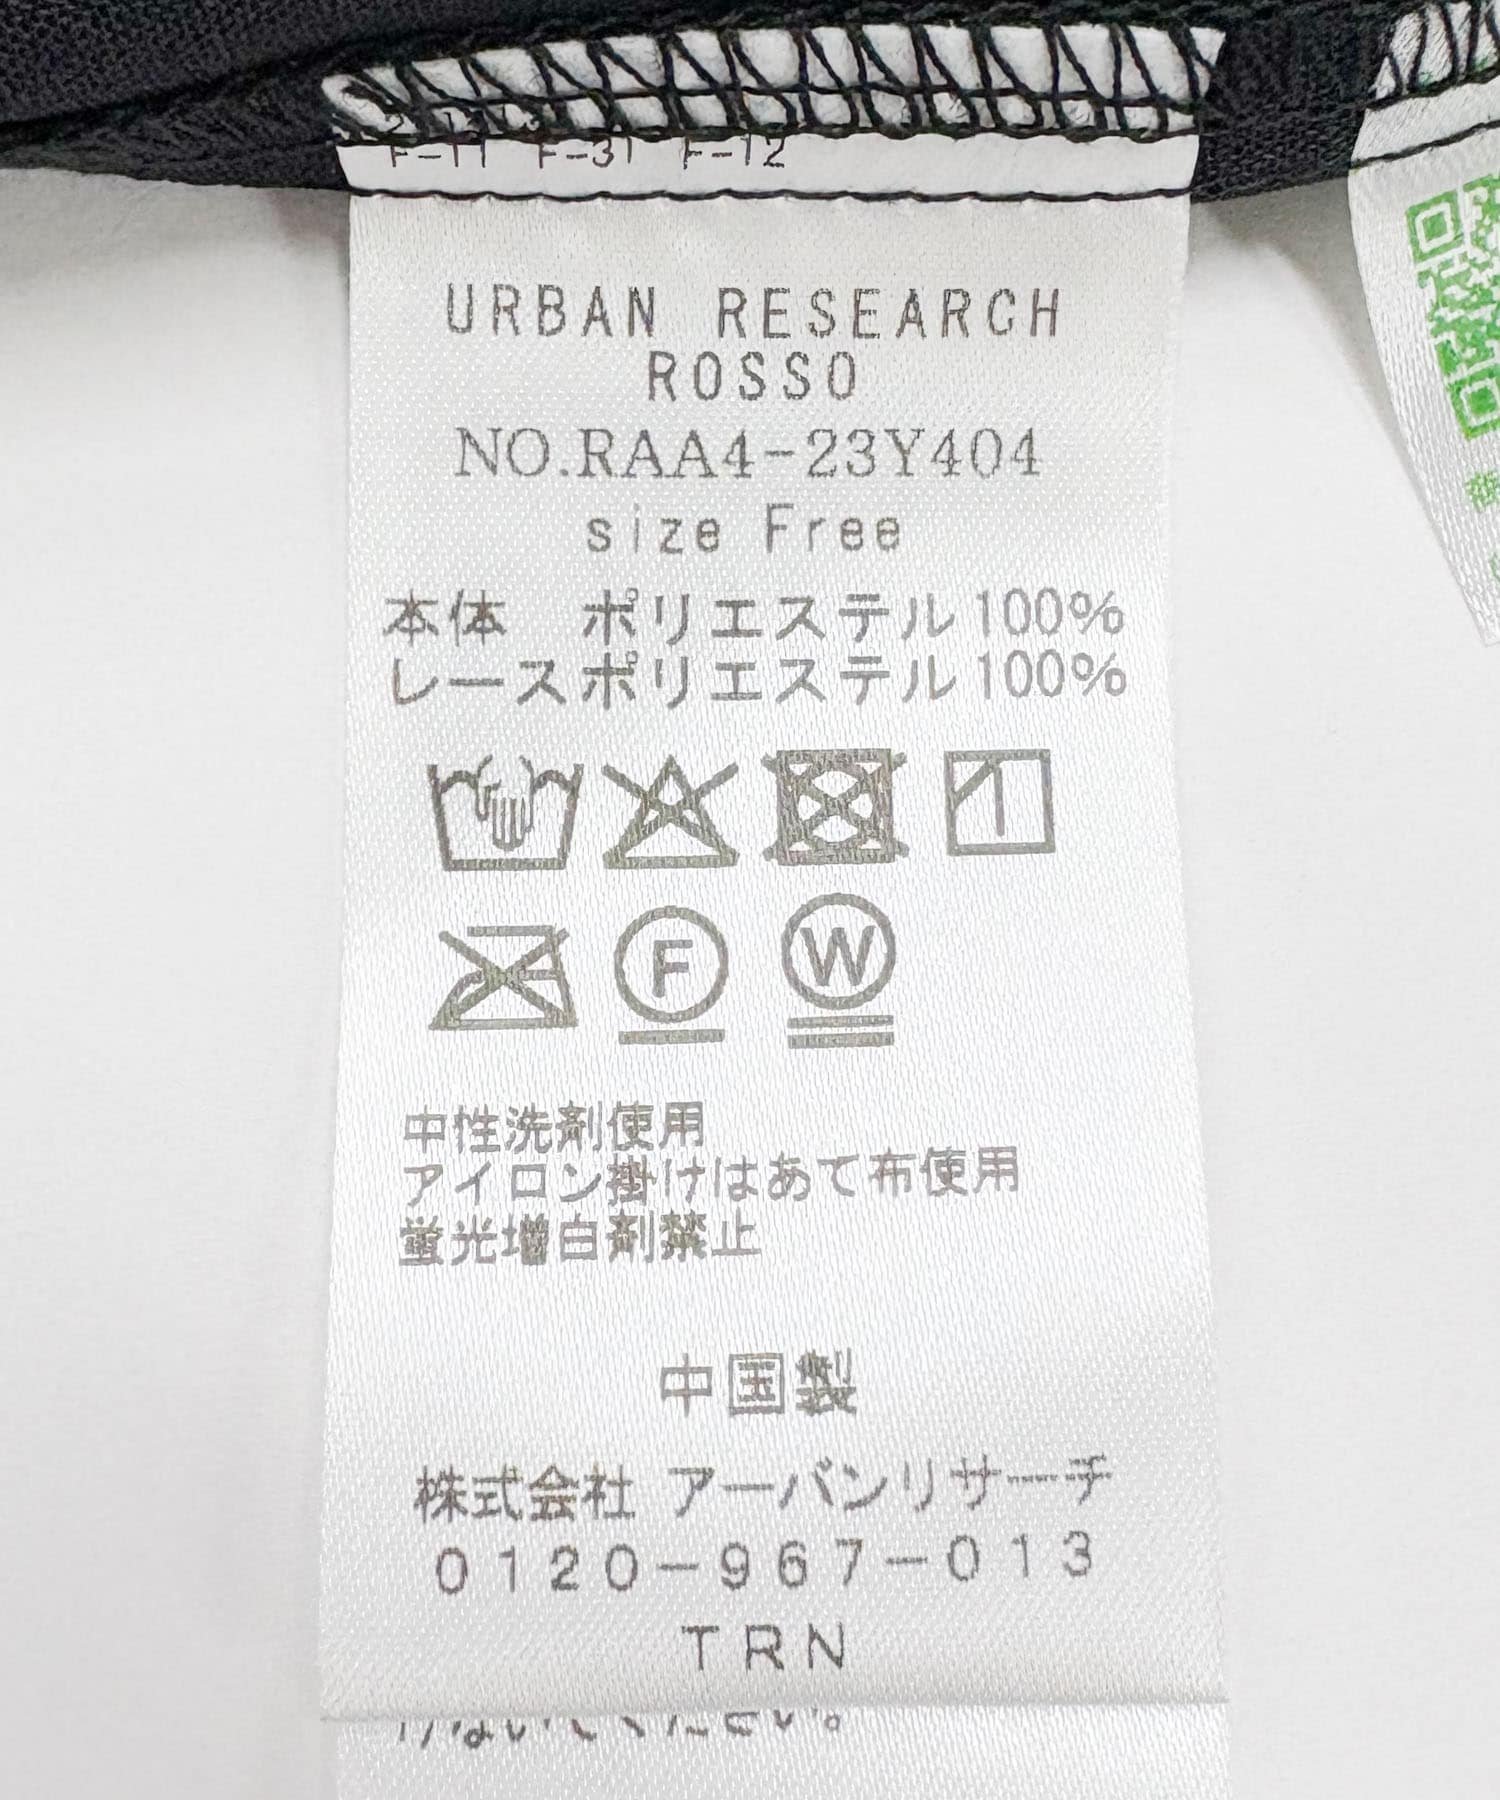 F-11 F-31 F-12
URBAN RESEARCH
ROSSO
NO.RAA4-23Y404
size Free
本体 ポリエステル100%
レースポリエステル100%
F W
中性洗剤使用
アイロン掛けはあて布使用
蛍光増白剤禁止
中国製
株式会社 アーバンリサーチ
0120-967-013
TRN